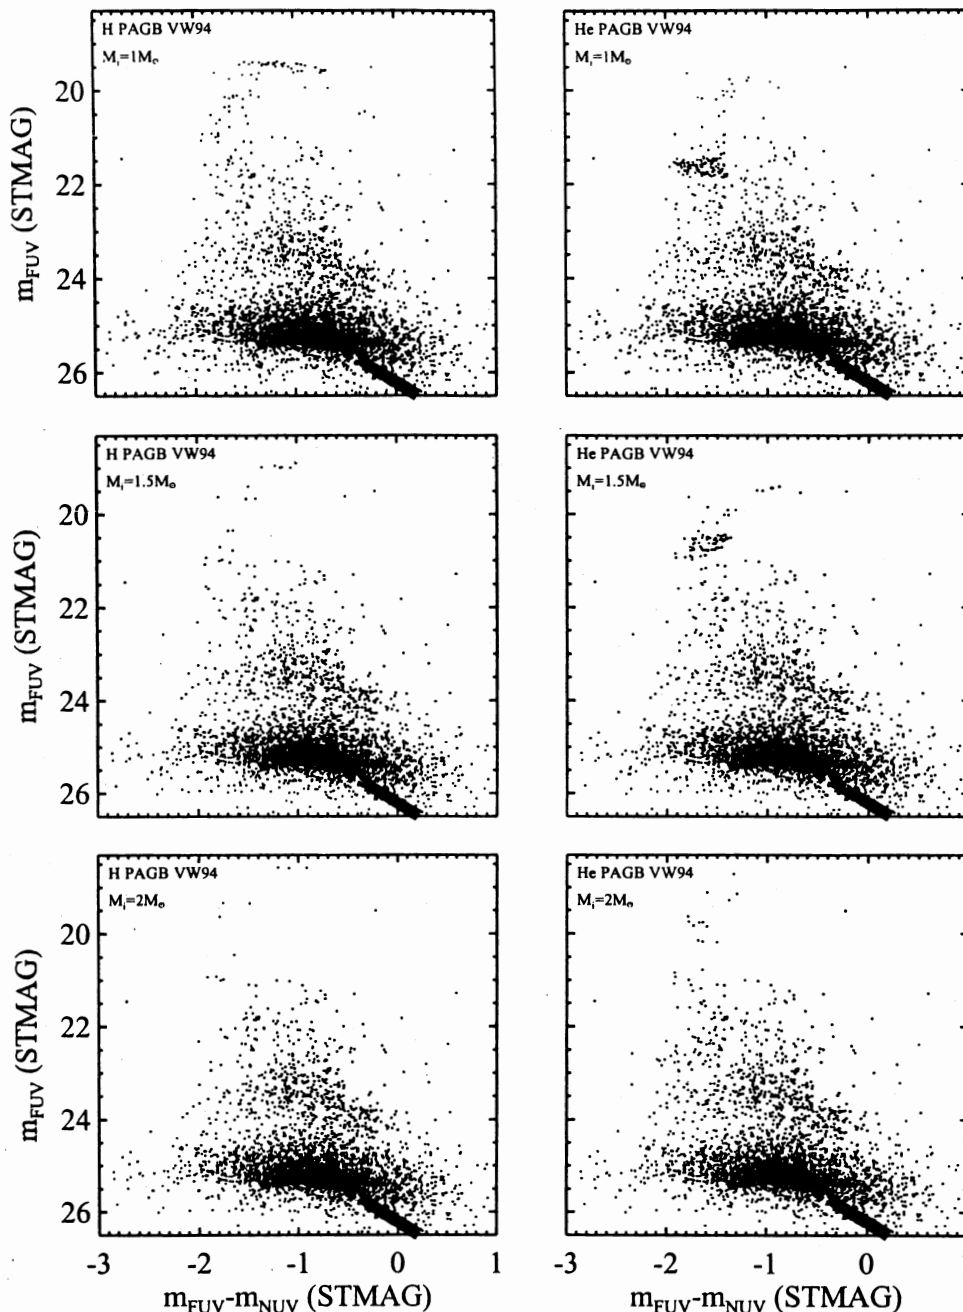 H PAGB VW94
M_i=1M_⊙
20
22
24
26
m_FUV (STMAG)
He PAGB VW94
M_i=1M_⊙
H PAGB VW94
M_i=1.5M_⊙
20
22
24
26
m_FUV (STMAG)
He PAGB VW94
M_i=1.5M_⊙
H PAGB VW94
M_i=2M_⊙
20
22
24
26
m_FUV (STMAG)
He PAGB VW94
M_i=2M_⊙
-3 -2 -1 0 1
m_FUV-m_NUV (STMAG)
-3 -2 -1 0
m_FUV-m_NUV (STMAG)